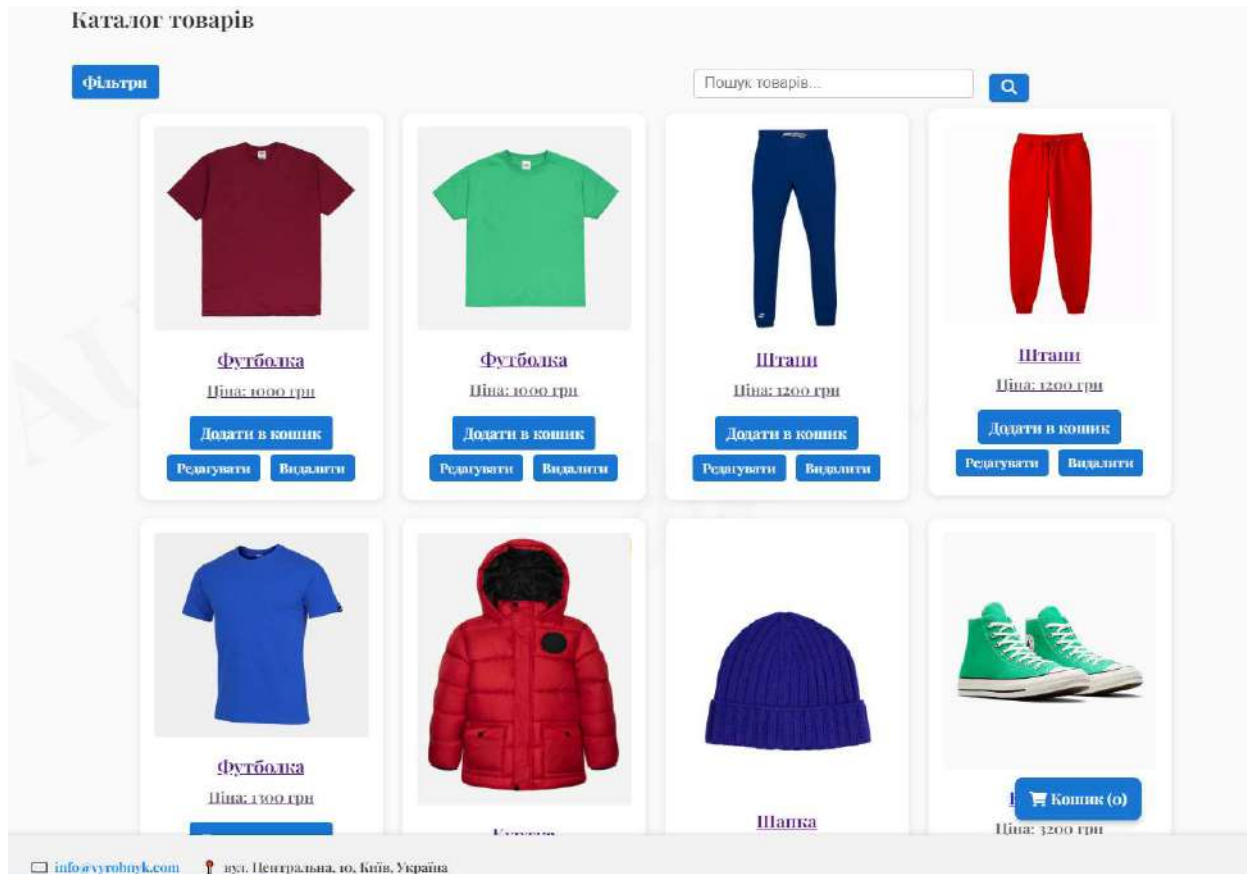 Каталог товарів
Фільтри
Пошук товарів...
Футболка
Ціна: 1000 грн
Додати в кошик
Редагувати Видалити
Футболка
Ціна: 1000 грн
Додати в кошик
Редагувати Видалити
Штани
Ціна: 1200 грн
Додати в кошик
Редагувати Видалити
Штани
Ціна: 1200 грн
Додати в кошик
Редагувати Видалити
Футболка
Ціна: 1300 грн
Шапка
Ціна: 3200 грн
Кошик (0)
info@vyrobnyk.com вул. Центральна, 10, Київ, Україна